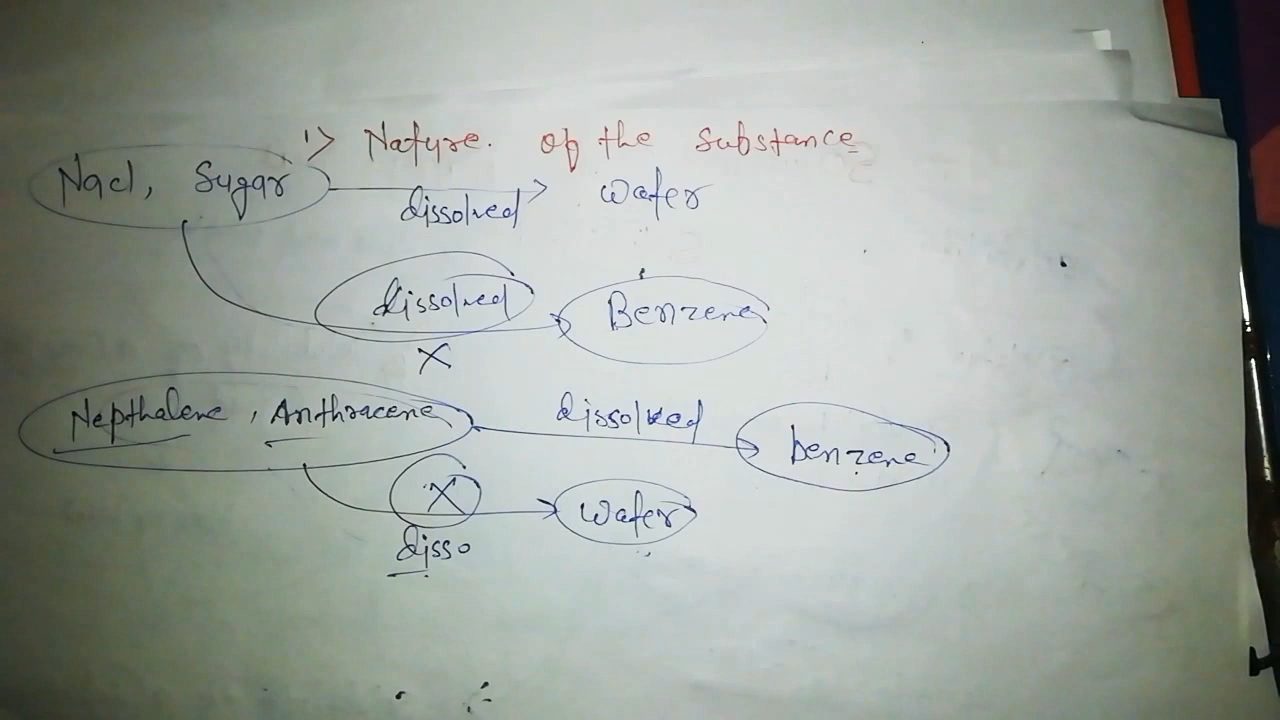 1> Nature. of the substance
Nacl, Sugar dissolved water
dissolved Benzene
X
Nepthalene, Anthracene dissolved benzene
X water
disso